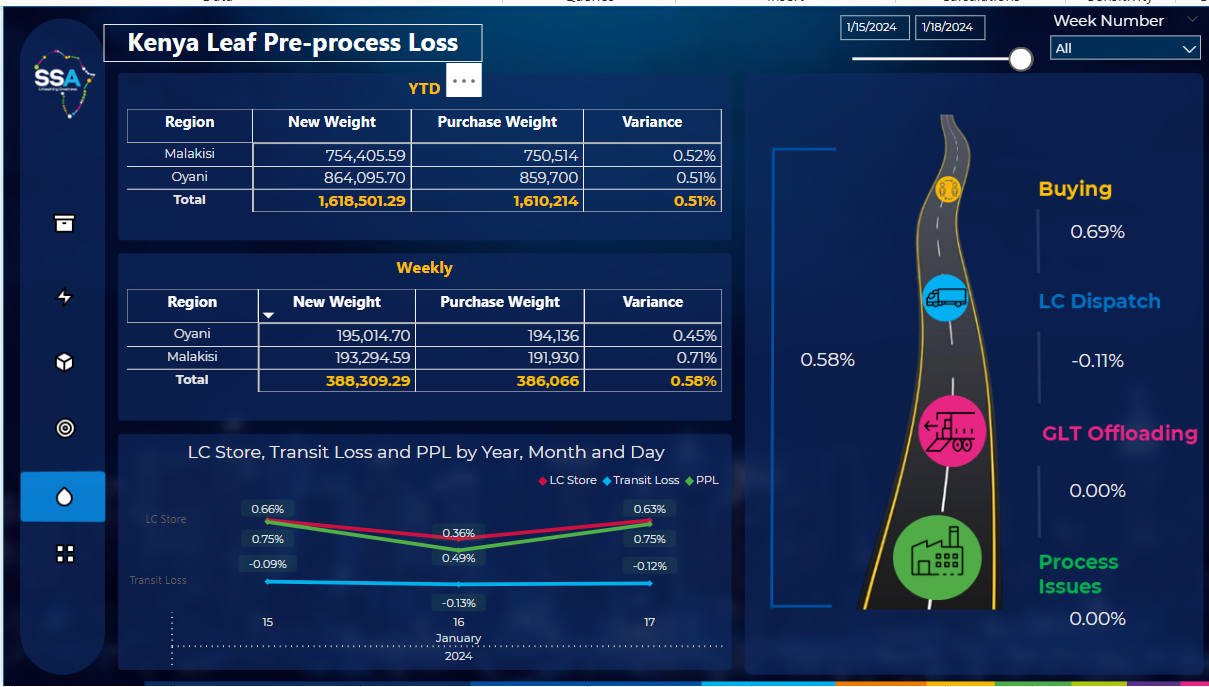 Kenya Leaf Pre-process Loss
1/15/2024
1/18/2024
Week Number
All
SSA
YTD
Region New Weight Purchase Weight Variance
Malakisi 754,405.59 750,514 0.52%
Oyani 864,095.70 859,700 0.51%
Total 1,618,501.29 1,610,214 0.51%
Weekly
Region New Weight Purchase Weight Variance
Oyani 195,014.70 194,136 0.45%
Malakisi 193,294.59 191,930 0.71%
Total 388,309.29 386,066 0.58%
LC Store, Transit Loss and PPL by Year, Month and Day
LC Store Transit Loss PPL
LC Store
0.66% 0.36% 0.63%
0.75% 0.49% 0.75%
Transit Loss
-0.09% -0.13% -0.12%
15 16 17
January
2024
0.58%
Buying
0.69%
LC Dispatch
-0.11%
GLT Offloading
0.00%
Process
Issues
0.00%